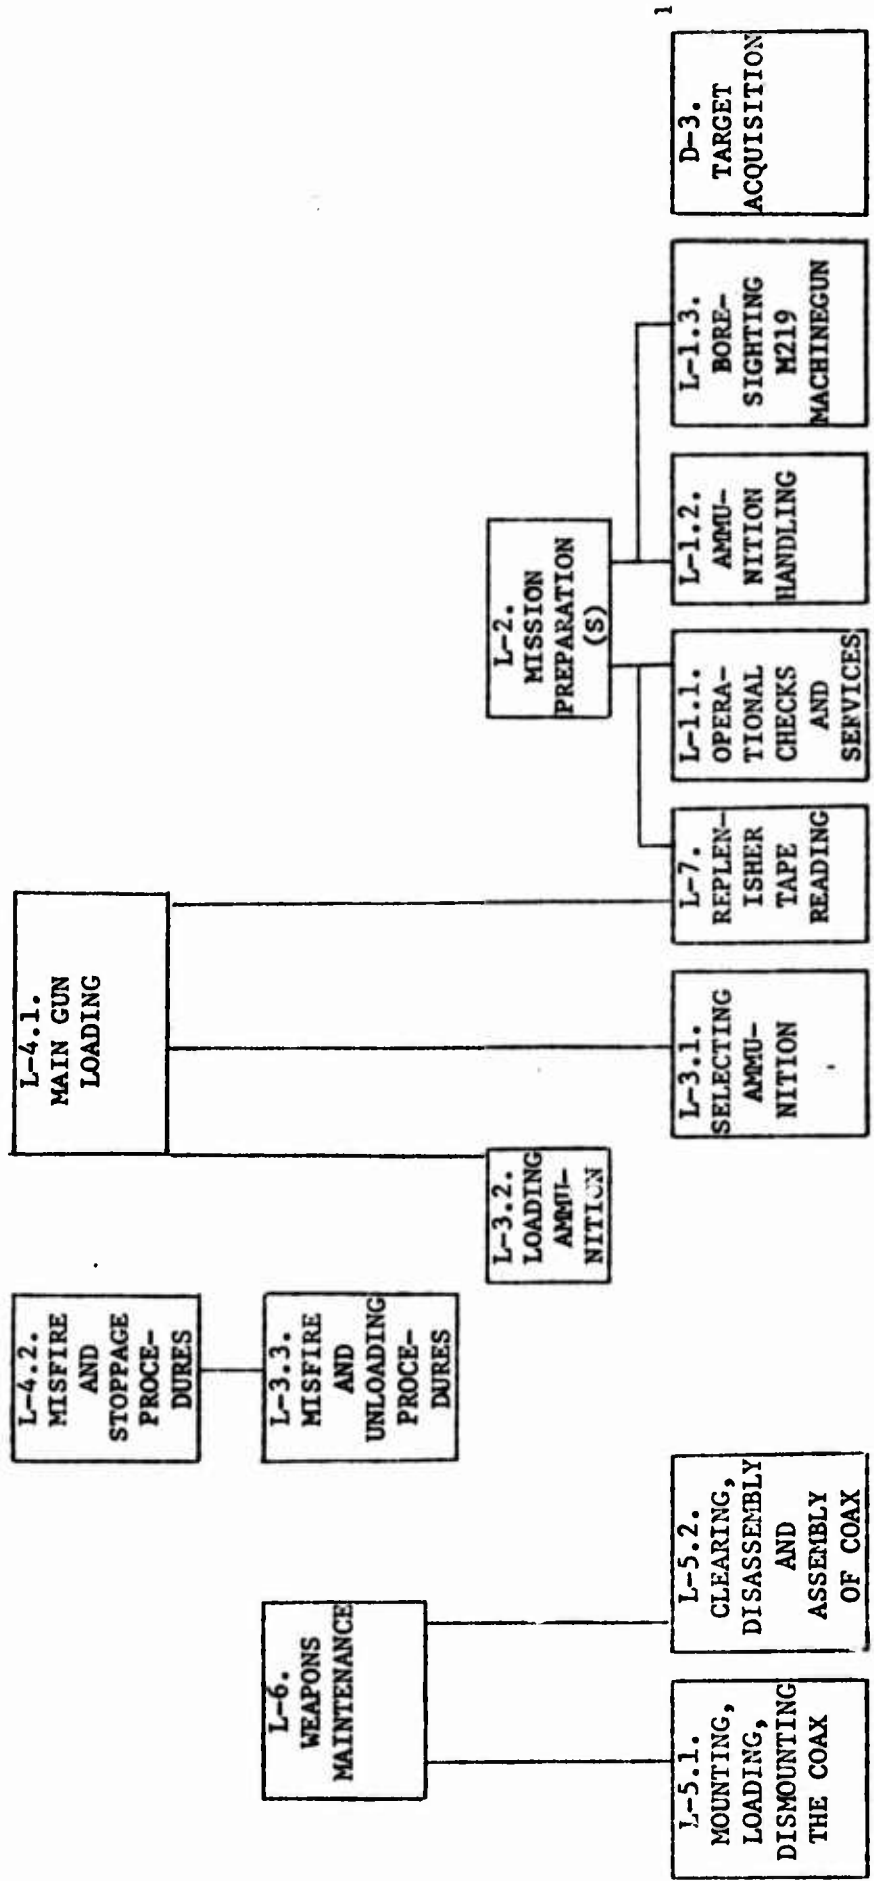 L-4.2.
MISFIRE
AND
STOPPAGE
PROCE-
DURES
L-4.1.
MAIN GUN
LOADING
L-6.
WEAPONS
MAINTENANCE
L-3.3.
MISFIRE
AND
UNLOADING
PROCE-
DURES
L-3.2.
LOADING
AMMU-
NITION
L-2.
MISSION
PREPARATION
(S)
L-5.1.
MOUNTING,
LOADING,
DISMOUNTING
THE COAX
L-5.2.
CLEARING,
DISASSEMBLY
AND
ASSEMBLY
OF COAX
L-3.1.
SELECTING
AMMU-
NITION
L-7.
REPLEN-
ISHER
TAPE
READING
L-1.1.
OPERA-
TIONAL
CHECKS
AND
SERVICES
L-1.2.
AMMU-
NITION
HANDLING
L-1.3.
BORE-
SIGHTING
M219
MACHINEGUN
D-3.
TARGET
ACQUISITION
1